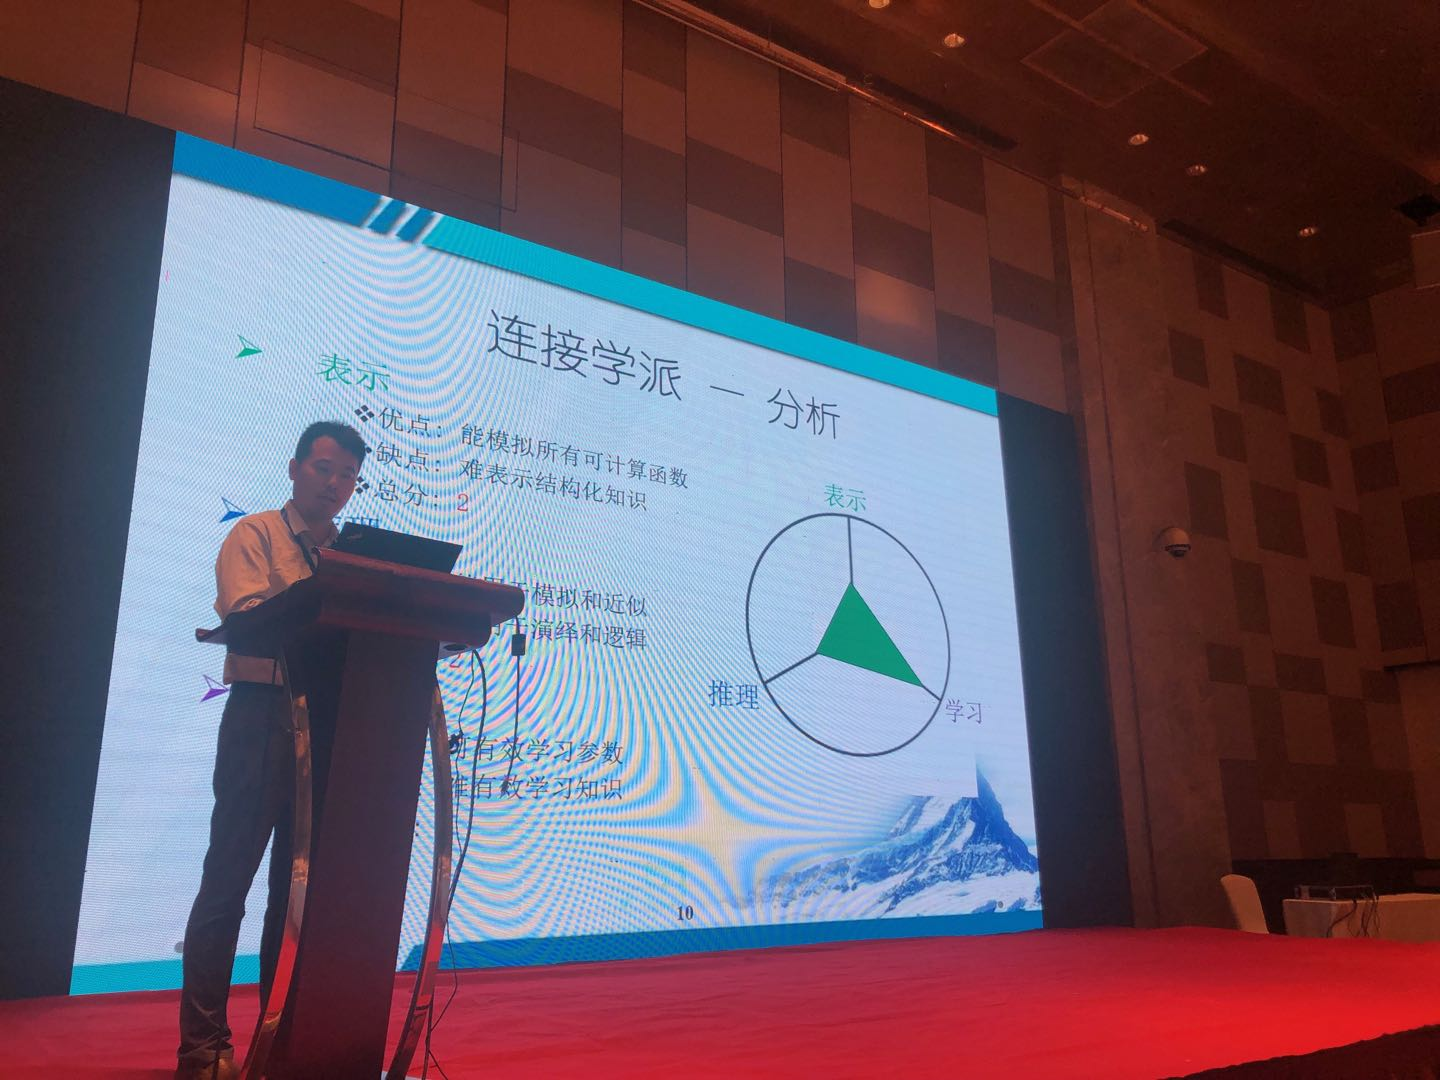 连接学派 — 分析
表示
优点：能模拟所有可计算函数
缺点：难表示结构化知识
总分：2
模拟和近似
于演绎和逻辑
2
有效学习参数
有效学习知识
表示
推理
学习
10